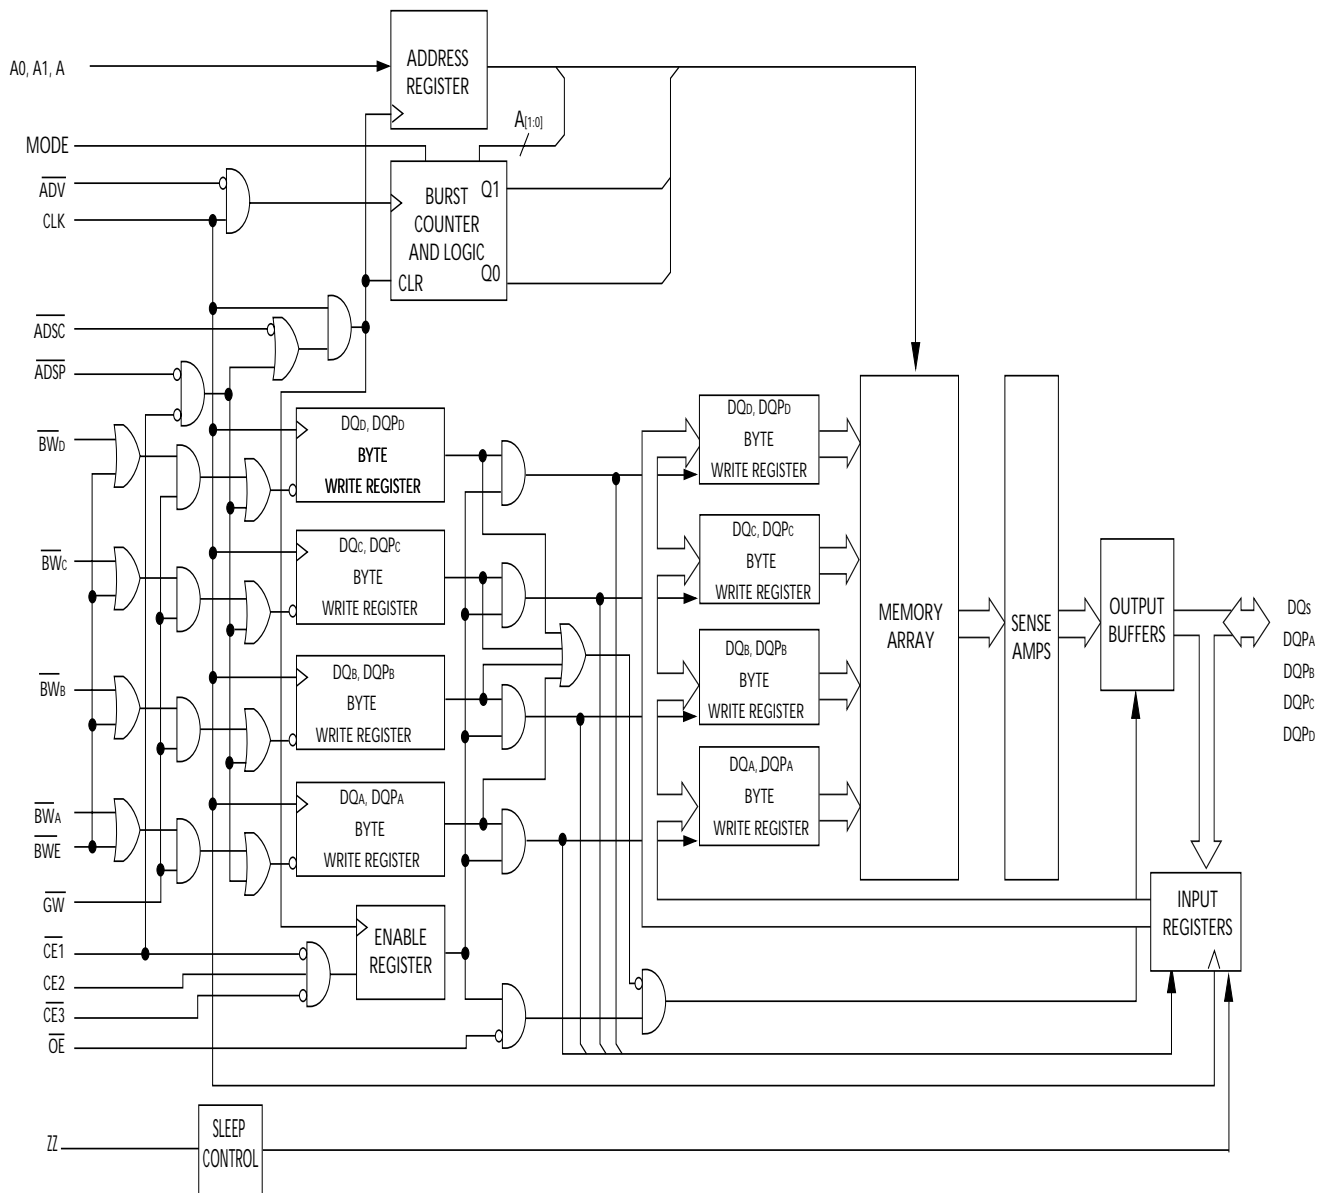 ADDRESS
REGISTER
A0, A1, A
A[1:0]
MODE
ADV
CLK
BURST
COUNTER
AND LOGIC
Q1
Q0
CLR
ADSC
ADSP
BWD
BWC
BWB
BWA
BWE
GW
CE1
CE2
CE3
OE
ZZ
DQD, DQPD
BYTE
WRITE REGISTER
DQC, DQPC
BYTE
WRITE REGISTER
DQB, DQPB
BYTE
WRITE REGISTER
DQA, DQPA
BYTE
WRITE REGISTER
ENABLE
REGISTER
SLEEP
CONTROL
DQD, DQPD
BYTE
WRITE REGISTER
DQC, DQPC
BYTE
WRITE REGISTER
DQB, DQPB
BYTE
WRITE REGISTER
DQA, DQPA
BYTE
WRITE REGISTER
MEMORY
ARRAY
SENSE
AMPS
OUTPUT
BUFFERS
INPUT
REGISTERS
DQs
DQPA
DQPB
DQPC
DQPD